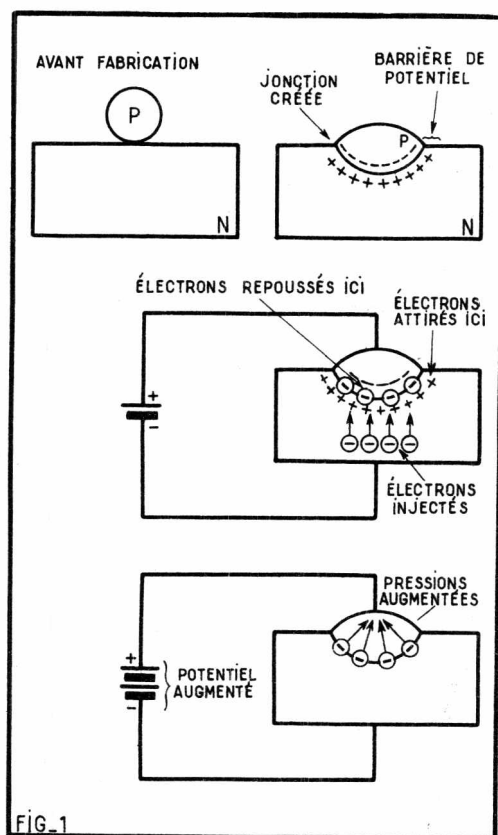 AVANT FABRICATION
P
N
JONCTION
CRÉÉE
BARRIÈRE DE
POTENTIEL
P
N
ÉLECTRONS REPOUSSÉS ICI
ÉLECTRONS
ATTIRÉS ICI
+
-
ÉLECTRONS
INJECTÉS
PRESSIONS
AUGMENTÉES
+
-
POTENTIEL
AUGMENTÉ
FIG_1